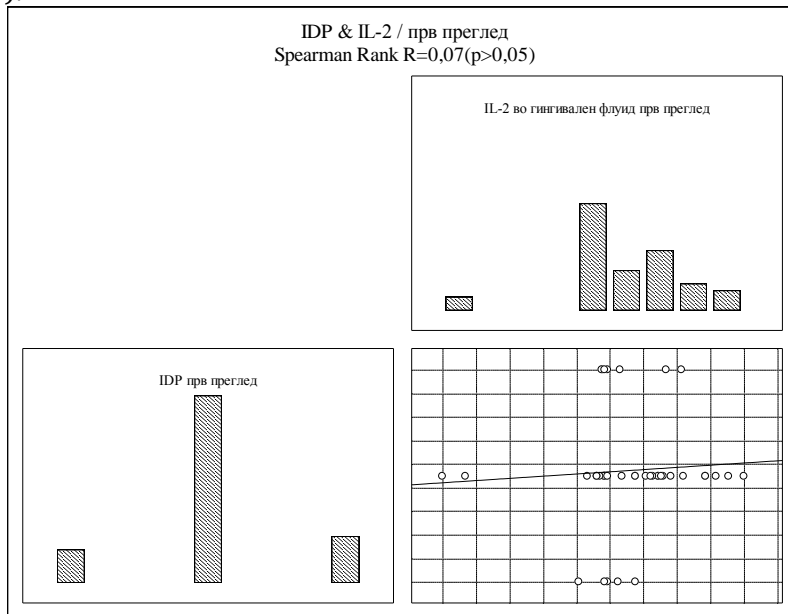 IDP & IL-2 / прв преглед
Spearman Rank R=0,07(p>0,05)
IL-2 во гингивален флуид прв преглед
IDP прв преглед